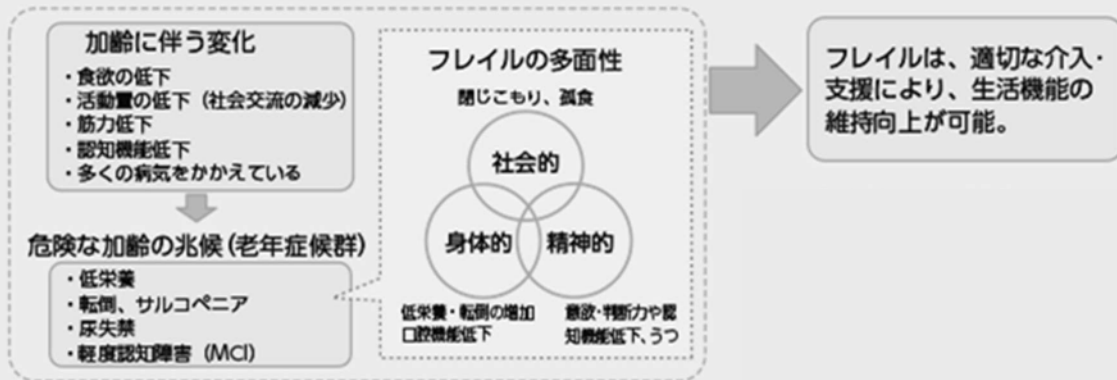 加齢に伴う変化
・食欲の低下
・活動量の低下（社会交流の減少）
・筋力低下
・認知機能低下
・多くの病気をかかえている
危険な加齢の兆候（老年症候群）
・低栄養
・転倒、サルコペニア
・尿失禁
・軽度認知障害（MCI）
フレイルの多面性
閉じこもり、孤食
社会的
身体的
精神的
低栄養・転倒の増加
口腔機能低下
意欲・判断力や認
知機能低下、うつ
フレイルは、適切な介入・
支援により、生活機能の
維持向上が可能。